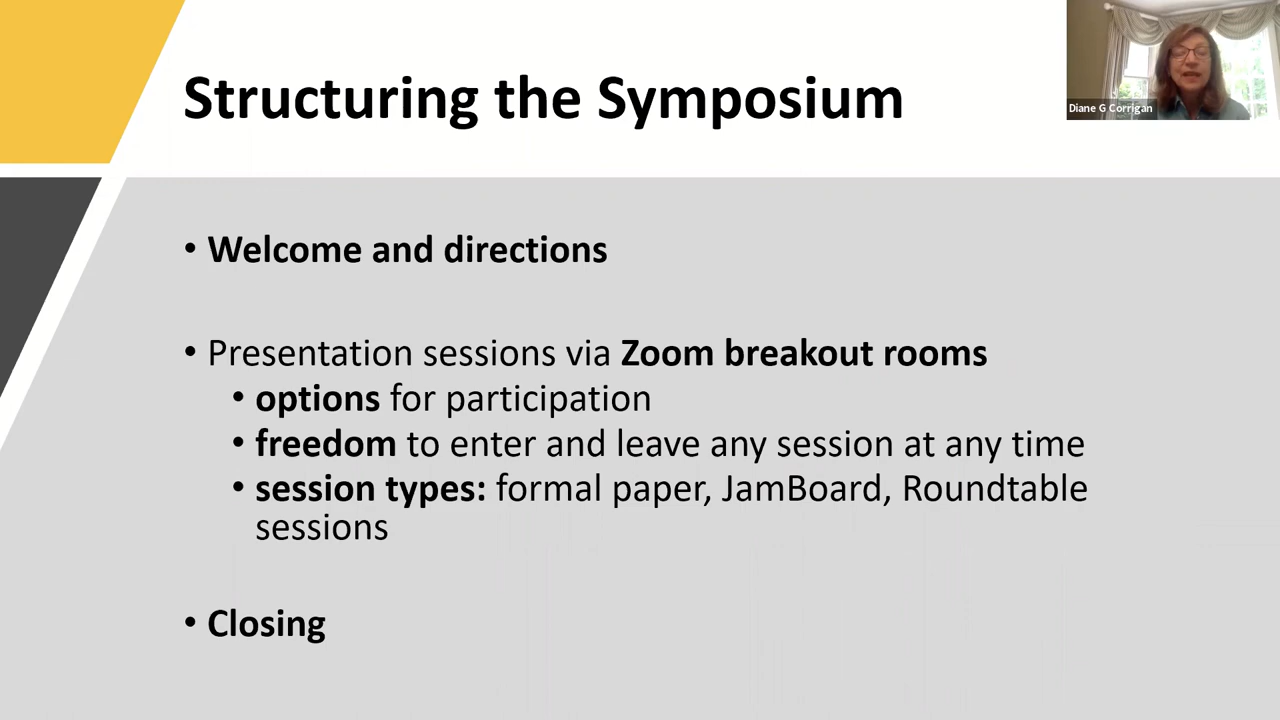 Structuring the Symposium
Diane G Corrigan
• Welcome and directions
• Presentation sessions via Zoom breakout rooms
• options for participation
• freedom to enter and leave any session at any time
• session types: formal paper, JamBoard, Roundtable
sessions
• Closing